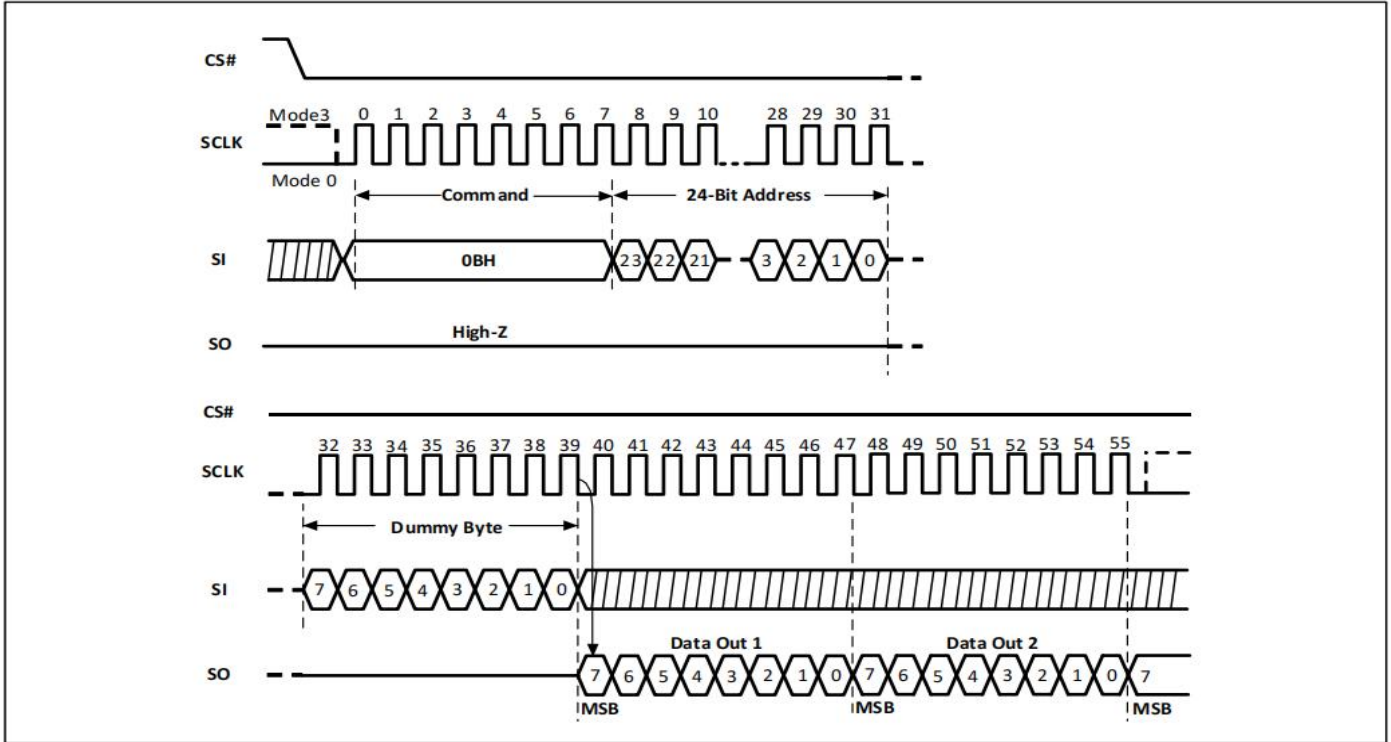 CS#
Mode3 0 1 2 3 4 5 6 7 8 9 10 28 29 30 31
SCLK
Mode 0
Command 24-Bit Address
SI 0BH 23 22 21 3 2 1 0
High-Z
SO
CS#
32 33 34 35 36 37 38 39 40 41 42 43 44 45 46 47 48 49 50 51 52 53 54 55
SCLK
Dummy Byte
SI 7 6 5 4 3 2 1 0
Data Out 1 Data Out 2
SO 7 6 5 4 3 2 1 0 7 6 5 4 3 2 1 0 7
MSB MSB MSB